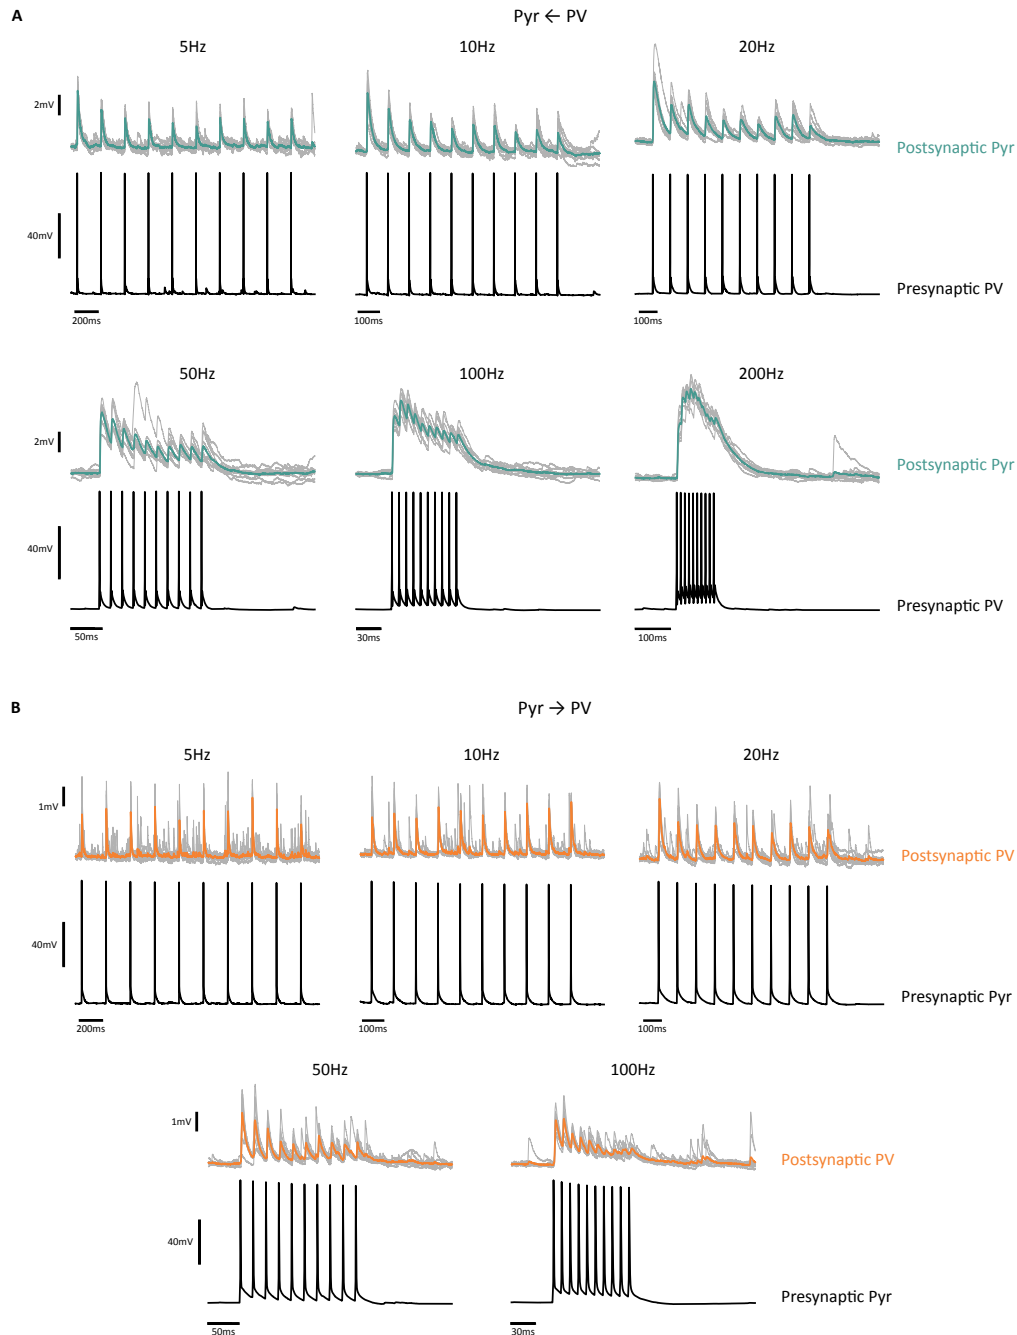 A
Pyr ← PV
5Hz
10Hz
20Hz
2mV
Postsynaptic Pyr
40mV
Presynaptic PV
200ms
100ms
100ms
50Hz
100Hz
200Hz
2mV
Postsynaptic Pyr
40mV
Presynaptic PV
50ms
30ms
100ms
B
Pyr → PV
5Hz
10Hz
20Hz
1mV
Postsynaptic PV
40mV
Presynaptic Pyr
200ms
100ms
100ms
50Hz
100Hz
1mV
Postsynaptic PV
40mV
Presynaptic Pyr
50ms
30ms